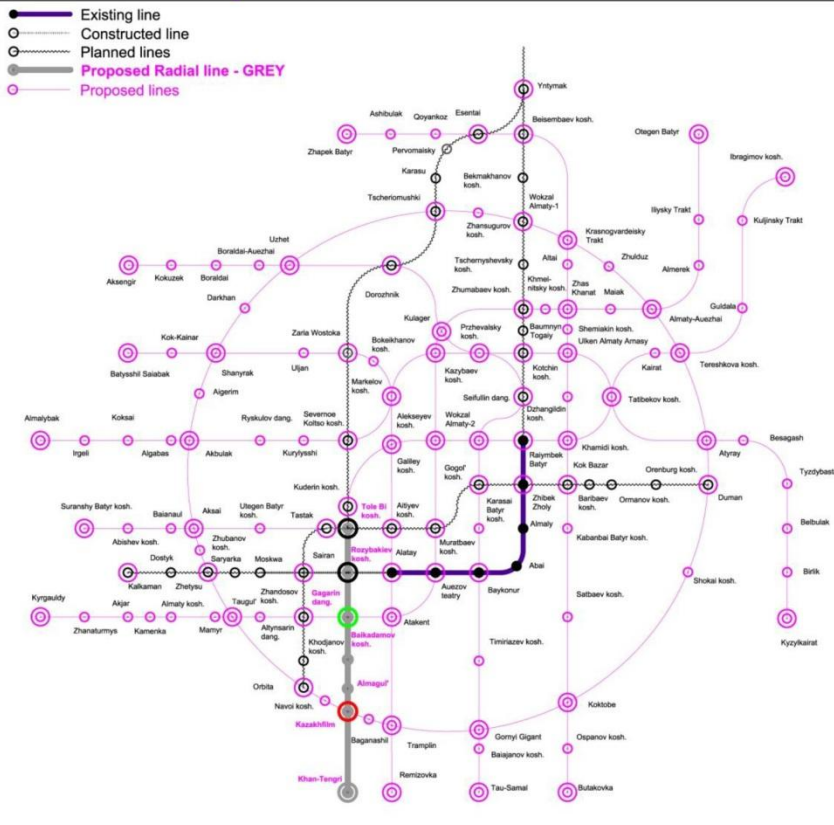 Existing line
Constructed line
Planned lines
Proposed Radial line - GREY
Proposed lines
Yntymak
Ashibulak
Qoyankoz
Esentai
Beisembaev kosh.
Otegen Batyr
Zhapek Batyr
Pervomaisky
Ibragimov kosh.
Karasu
Bekmakhanov
kosh.
Tscheriomushki
Wokzal
Almaty-1
Iliysky Trakt
Kuljinsky Trakt
Zhansugurov
kosh.
Krasnogvardeisky
Trakt
Uzhet
Boraldai-Auezhai
Tschernyshevsky
kosh.
Altai
Zhulduz
Aksengir
Kokuzek
Boraldai
Dorozhnik
Khmel-
nitsky kosh.
Zhas
Khanat
Maiak
Almerek
Darkhan
Zhumabaev kosh.
Almaty-Auezhai
Guldala
Kulager
Przhevalsky
kosh.
Baumnyn
Togaiy
Shemiakin kosh.
Zaria Wostoka
Bokeikhanov
kosh.
Ulken Almaty Arnasy
Kok-Kainar
Batysshil Saiabak
Shanyrak
Uljan
Markelov
kosh.
Kazybaev
kosh.
Kotchin
kosh.
Kairat
Tereshkova kosh.
Aigerim
Seifullin dang.
Tatibekov kosh.
Almalybak
Koksai
Ryskulov dang.
Severnoe
Koltso kosh.
Alekseyev
kosh.
Wokzal
Almaty-2
Dzhangildin
kosh.
Irgeli
Algabas
Akbulak
Kurylysshi
Galiley
kosh.
Raiymbek
Batyr
Khamidi kosh.
Atyray
Besagash
Gogol'
kosh.
Kok Bazar
Orenburg kosh.
Tyzdybast
Kuderin kosh.
Karasai
Batyr
kosh.
Zhibek
Zholy
Baribaev
kosh.
Ormanov kosh.
Duman
Suranshy Batyr kosh.
Baianaul
Aksai
Utegen Batyr
kosh.
Tastak
Tole Bi
kosh.
Aitiyev
kosh.
Abishev kosh.
Zhubanov
kosh.
Muratbaev
kosh.
Almaly
Kabanbai Batyr kosh.
Belbulak
Dostyk
Saryarka
Moskwa
Sairan
Rozybakiev
kosh.
Alatay
Abai
Kalkaman
Zhetysu
Zhandosov
kosh.
Gagarin
dang.
Auezov
teatry
Baykonur
Satbaev kosh.
Shokai kosh.
Birlik
Kyrgauldy
Akjar
Almaty kosh.
Taugul'
Zhanaturmys
Kamenka
Mamyr
Altynsarin
dang.
Balkadamov
kosh.
Atakent
Kyzylkairat
Khodjanov
kosh.
Timiriazev kosh.
Orbita
Almagul'
Navoi kosh.
Koktobe
Kazakhfilm
Baganashil
Tramplin
Gornyi Gigant
Ospanov kosh.
Baiajanov kosh.
Khan-Tengri
Remizovka
Tau-Samal
Butakovka